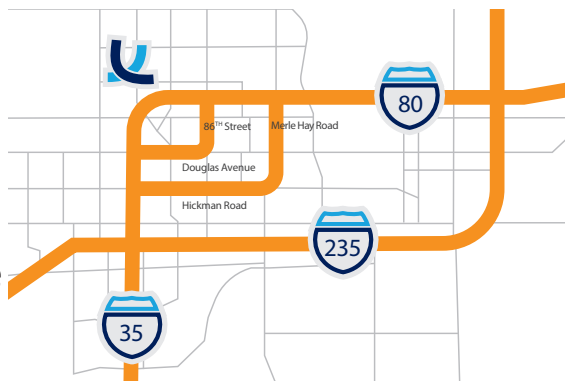 80
86TH Street
Merle Hay Road
Douglas Avenue
Hickman Road
235
35